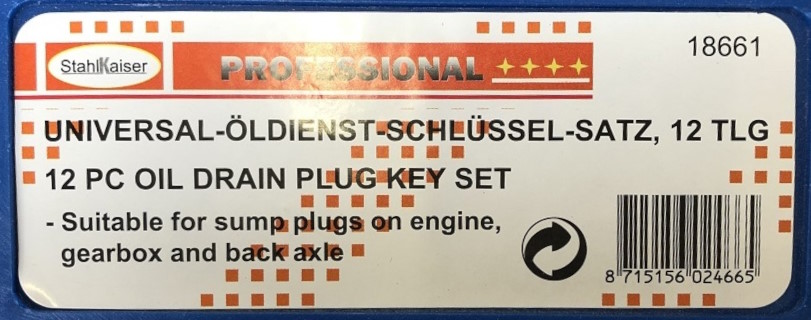 StahlKaiser
PROFESSIONAL
18661
UNIVERSAL-ÖLDIENST-SCHLÜSSEL-SATZ, 12 TLG
12 PC OIL DRAIN PLUG KEY SET
- Suitable for sump plugs on engine,
gearbox and back axle
8 715156 024665